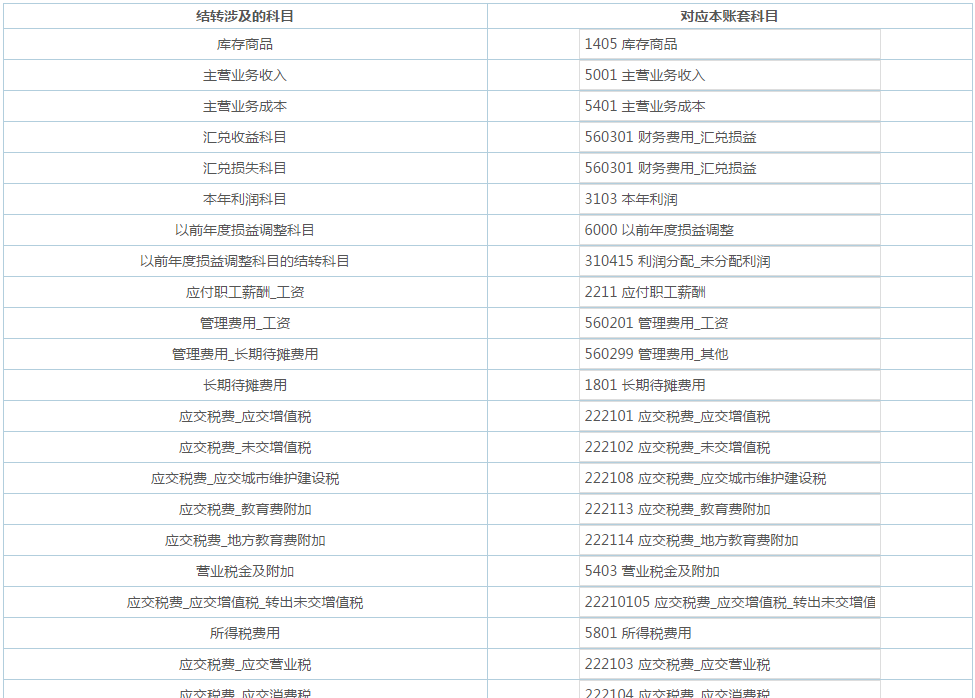 结转涉及的科目 对应本账套科目
库存商品 1405 库存商品
主营业务收入 5001 主营业务收入
主营业务成本 5401 主营业务成本
汇兑收益科目 560301 财务费用_汇兑损益
汇兑损失科目 560301 财务费用_汇兑损益
本年利润科目 3103 本年利润
以前年度损益调整科目 6000 以前年度损益调整
以前年度损益调整科目的结转科目 310415 利润分配_未分配利润
应付职工薪酬_工资 2211 应付职工薪酬
管理费用_工资 560201 管理费用_工资
管理费用_长期待摊费用 560299 管理费用_其他
长期待摊费用 1801 长期待摊费用
应交税费_应交增值税 222101 应交税费_应交增值税
应交税费_未交增值税 222102 应交税费_未交增值税
应交税费_应交城市维护建设税 222108 应交税费_应交城市维护建设税
应交税费_教育费附加 222113 应交税费_教育费附加
应交税费_地方教育费附加 222114 应交税费_地方教育费附加
营业税金及附加 5403 营业税金及附加
应交税费_应交增值税_转出未交增值税 22210105 应交税费_应交增值税_转出未交增值
所得税费用 5801 所得税费用
应交税费_应交营业税 222103 应交税费_应交营业税
应交税费_应交消费税 222104 应交税费_应交消费税